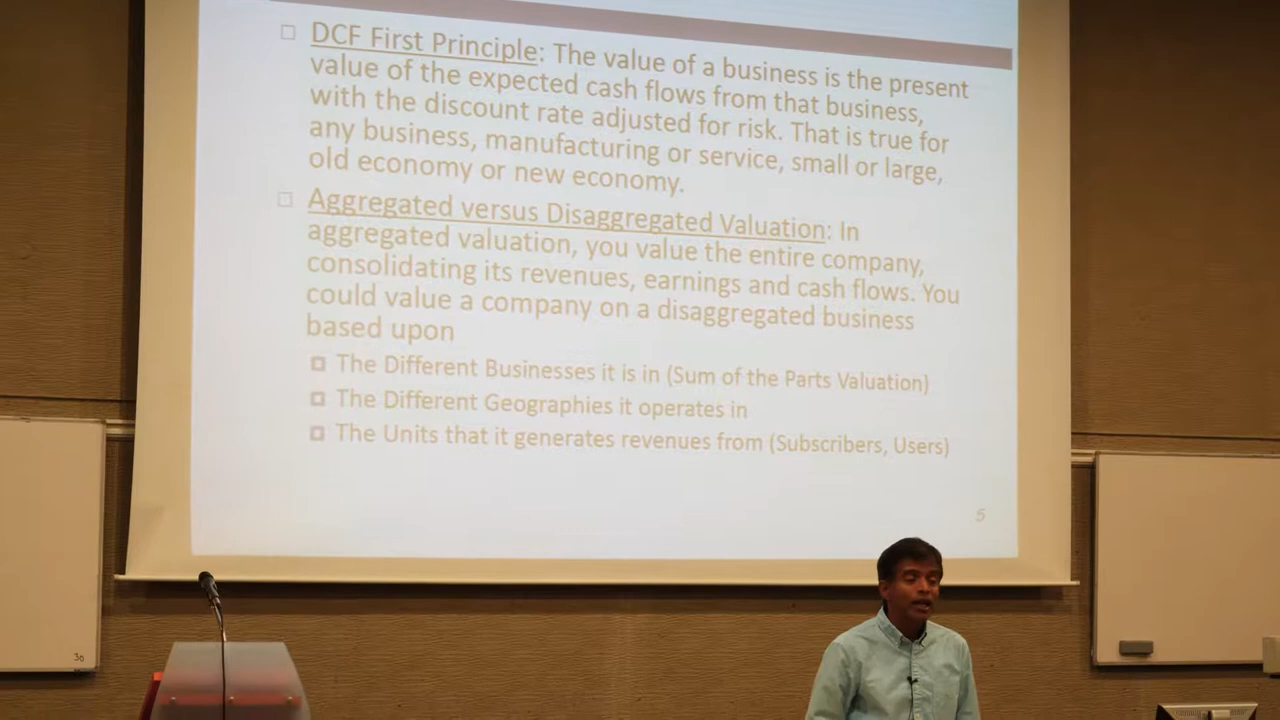 DCF First Principle: The value of a business is the present
value of the expected cash flows from that business,
with the discount rate adjusted for risk. That is true for
any business, manufacturing or service, small or large,
old economy or new economy.
Aggregated versus Disaggregated Valuation: In
aggregated valuation, you value the entire company,
consolidating its revenues, earnings and cash flows. You
could value a company on a disaggregated business
based upon
The Different Businesses it is in (Sum of the Parts Valuation)
The Different Geographies it operates in
The Units that it generates revenues from (Subscribers, Users)
5
30